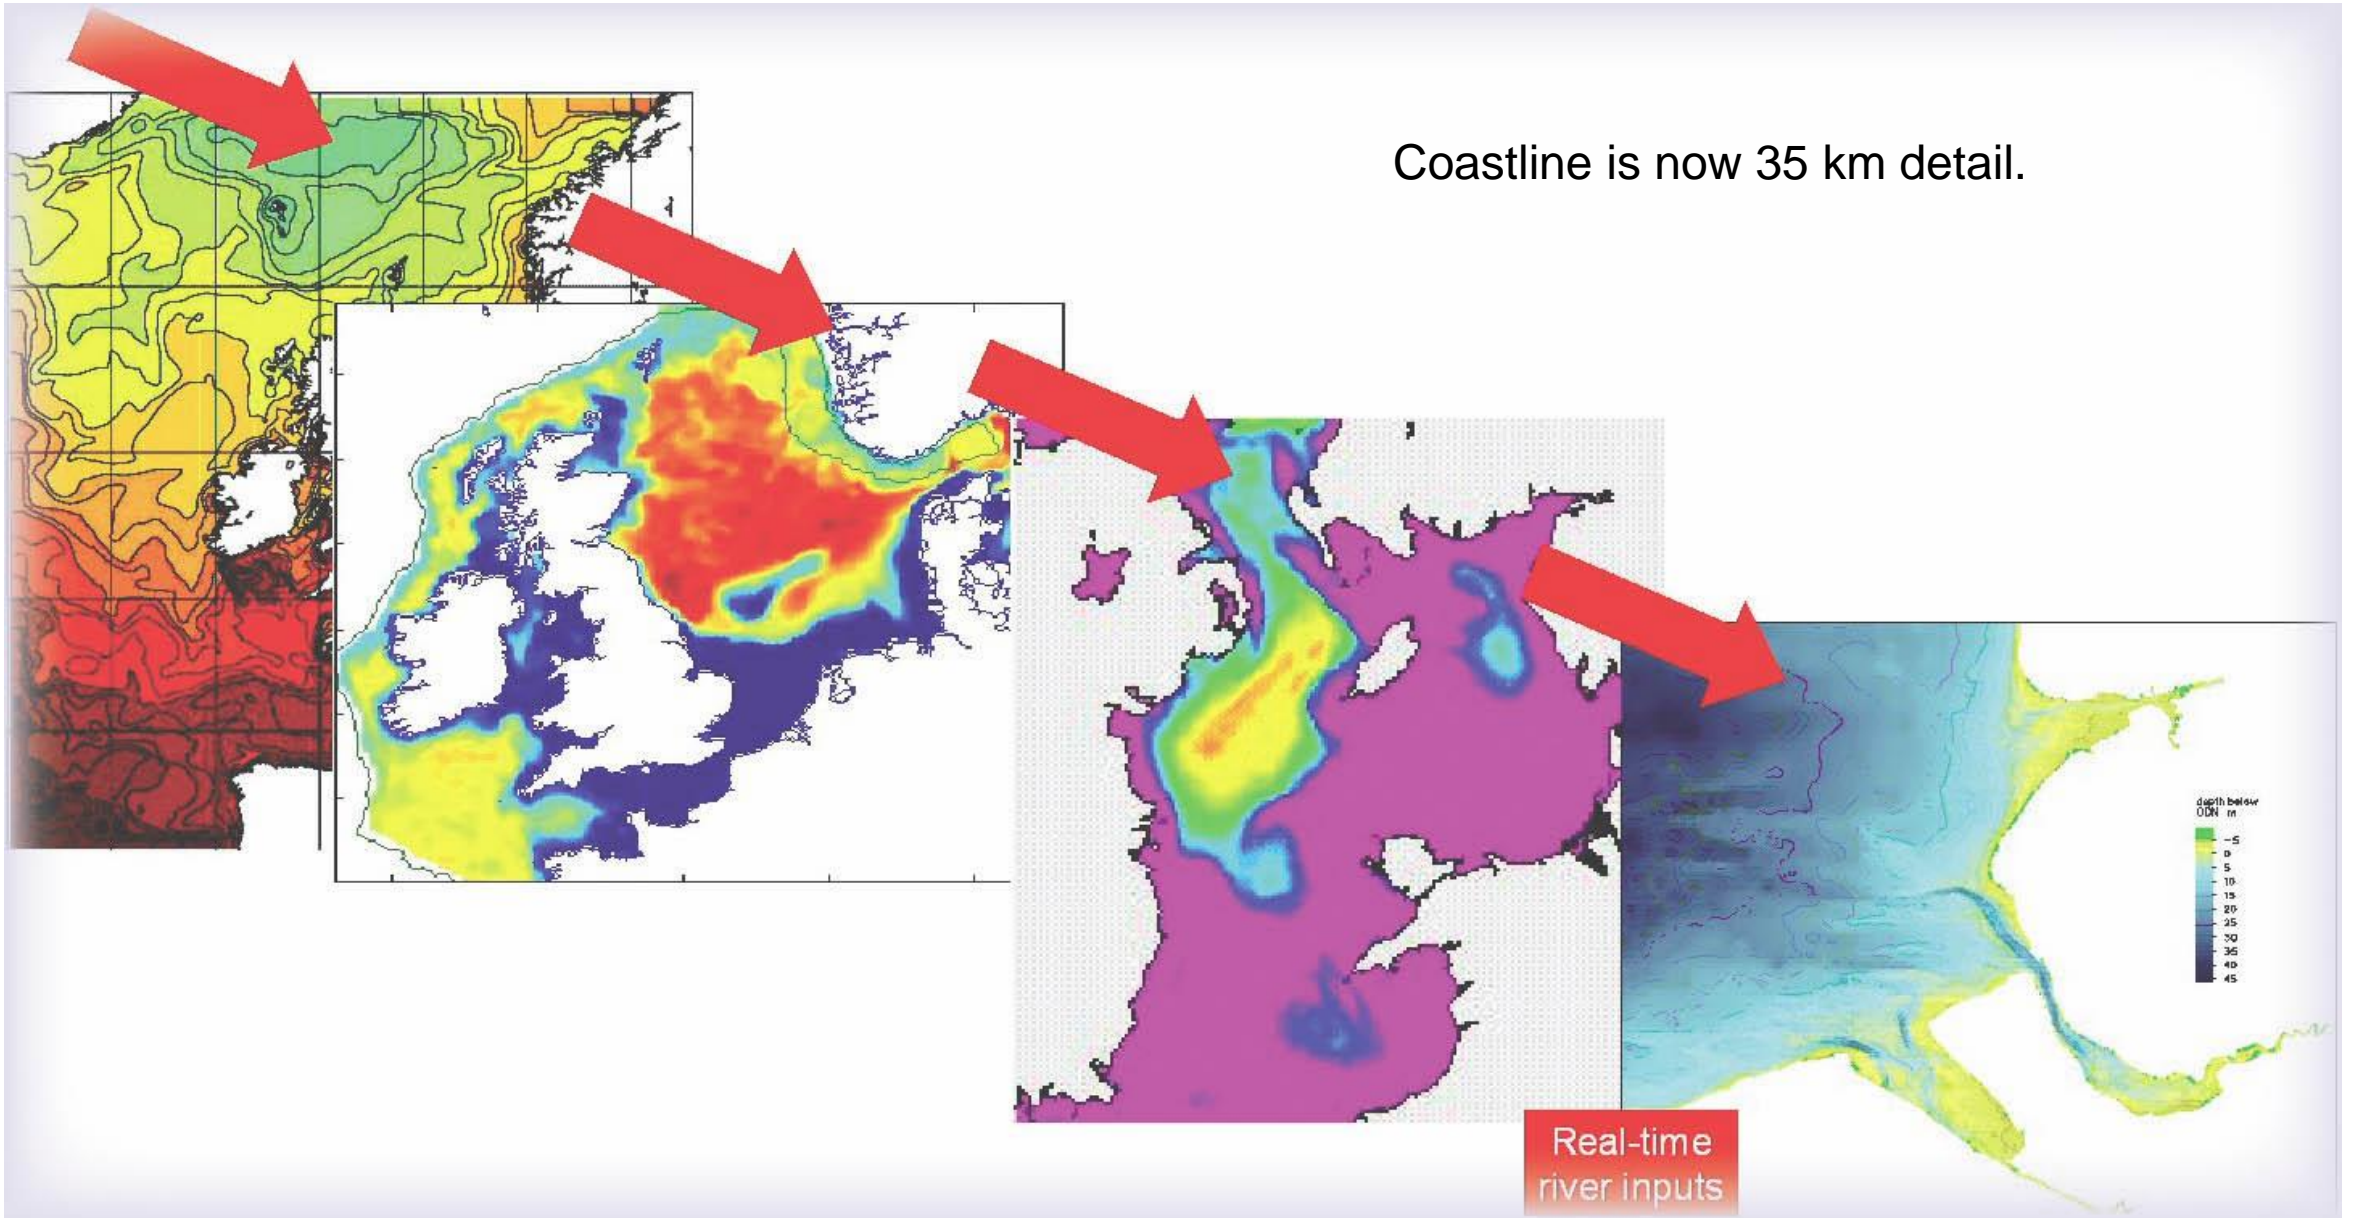 Coastline is now 35 km detail.
depth below
ODN m
-5
0
5
10
15
20
25
30
35
40
45
Real-time
river inputs